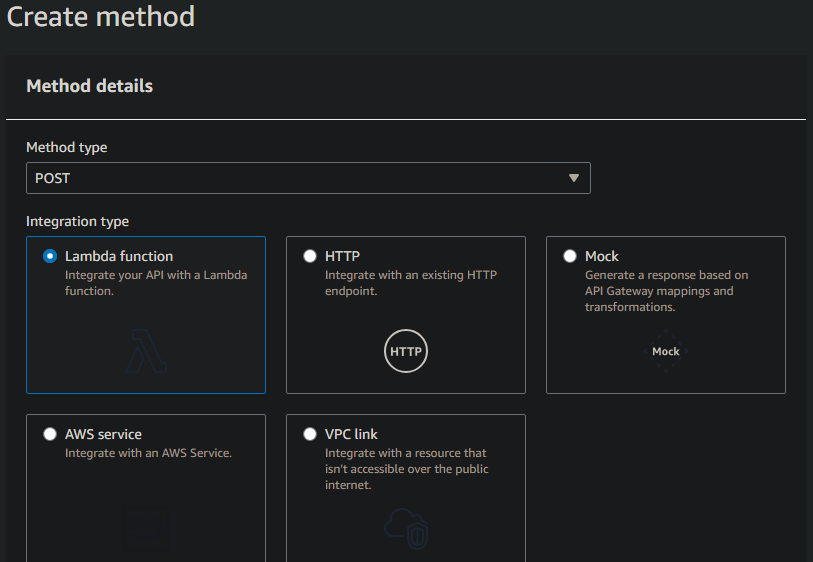 Create method
Method details
Method type
POST
Integration type
Lambda function
Integrate your API with a Lambda
function.
HTTP
Integrate with an existing HTTP
endpoint.
HTTP
Mock
Generate a response based on
API Gateway mappings and
transformations.
Mock
AWS service
Integrate with an AWS Service.
VPC link
Integrate with a resource that
isn't accessible over the public
internet.